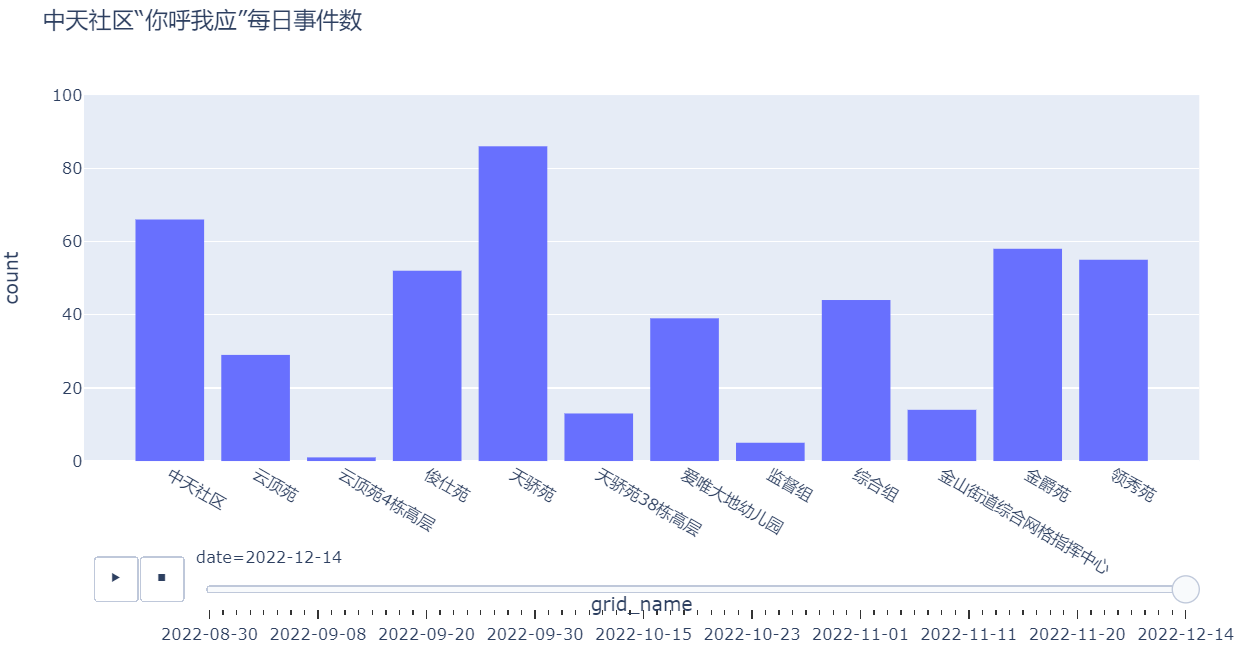 中天社区“你呼我应”每日事件数
100
80
60
40
20
0
count
中天社区
云顶苑
云顶苑4栋高层
俊仕苑
天骄苑
天骄苑38栋高层
爱唯大地幼儿园
监督组
综合组
金山街道综合网格指挥中心
金爵苑
领秀苑
date=2022-12-14
grid_name
2022-08-30
2022-09-08
2022-09-20
2022-09-30
2022-10-15
2022-10-23
2022-11-01
2022-11-11
2022-11-20
2022-12-14